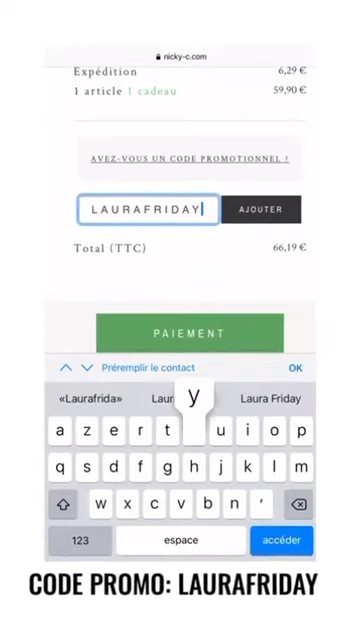 nicky-c.com
Expédition 6,29 €
1 article 1 cadeau 59,90 €
AVEZ-VOUS UN CODE PROMOTIONNEL ?
LAURAFRIDAY AJOUTER
Total (TTC) 66,19 €
PAIEMENT
Préremplir le contact OK
«Laurafrida» Laur Laura Friday
y
a z e r t u i o p
q s d f g h j k l m
w x c v b n ’
123 espace accéder
CODE PROMO: LAURAFRIDAY